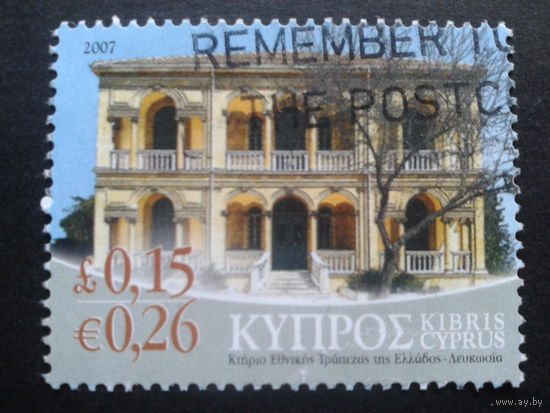 2007
REMEMBER
THE POSTC
£0,15
€0,26
ΚΥΠΡΟΣ
KIBRIS
CYPRUS
Κτήριο Εθνικής Τράπεζας της Ελλάδος - Λευκωσία
www.ay.by